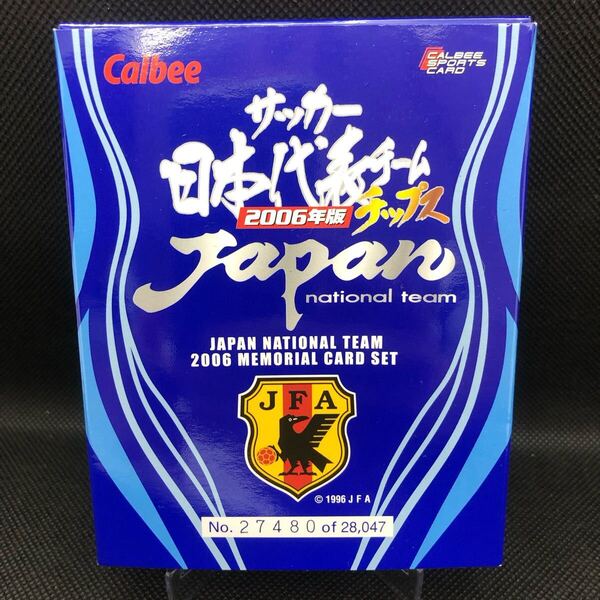 Calbee
CALBEE
SPORTS
CARD
サッカー
日本代表チーム
2006年版 チップス
Japan
national team
JAPAN NATIONAL TEAM
2006 MEMORIAL CARD SET
JFA
© 1996 J F A
No. 27480 of 28,047